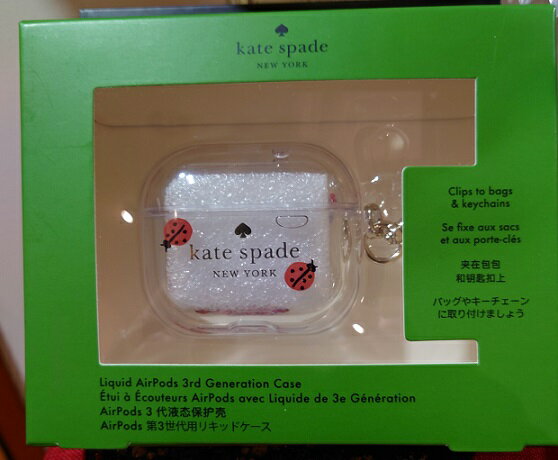 kate spade
NEW YORK
kate spade
NEW YORK
Clips to bags
& keychains
Se fixe aux sacs
et aux porte-clés
夹在包包
和钥匙扣上
バッグやキーチェーン
に取り付けましょう
Liquid AirPods 3rd Generation Case
Étui à Écouteurs AirPods avec Liquide de 3e Génération
AirPods 3 代液态保护壳
AirPods 第3世代用リキッドケース